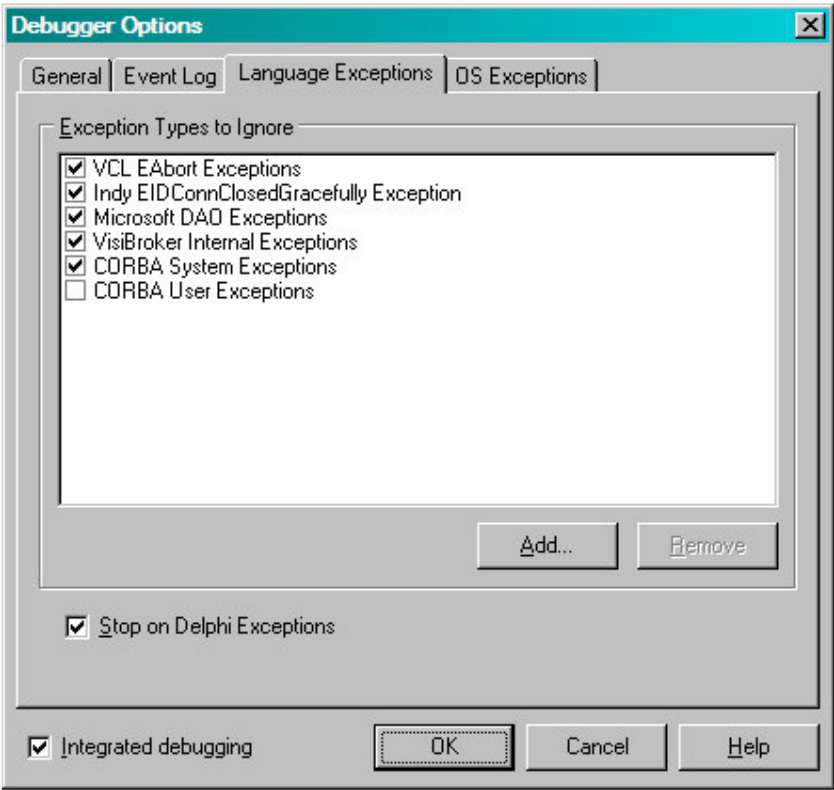 Debugger Options
General Event Log Language Exceptions OS Exceptions
Exception Types to Ignore
VCL EAbort Exceptions
Indy EIDConnClosedGracefully Exception
Microsoft DAO Exceptions
VisiBroker Internal Exceptions
CORBA System Exceptions
CORBA User Exceptions
Add... Remove
Stop on Delphi Exceptions
Integrated debugging OK Cancel Help